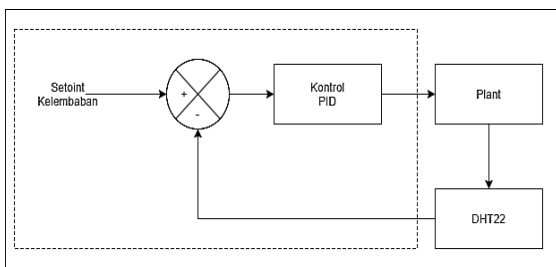 Setoint
Kelembaban
+
-
Kontrol
PID
Plant
DHT22